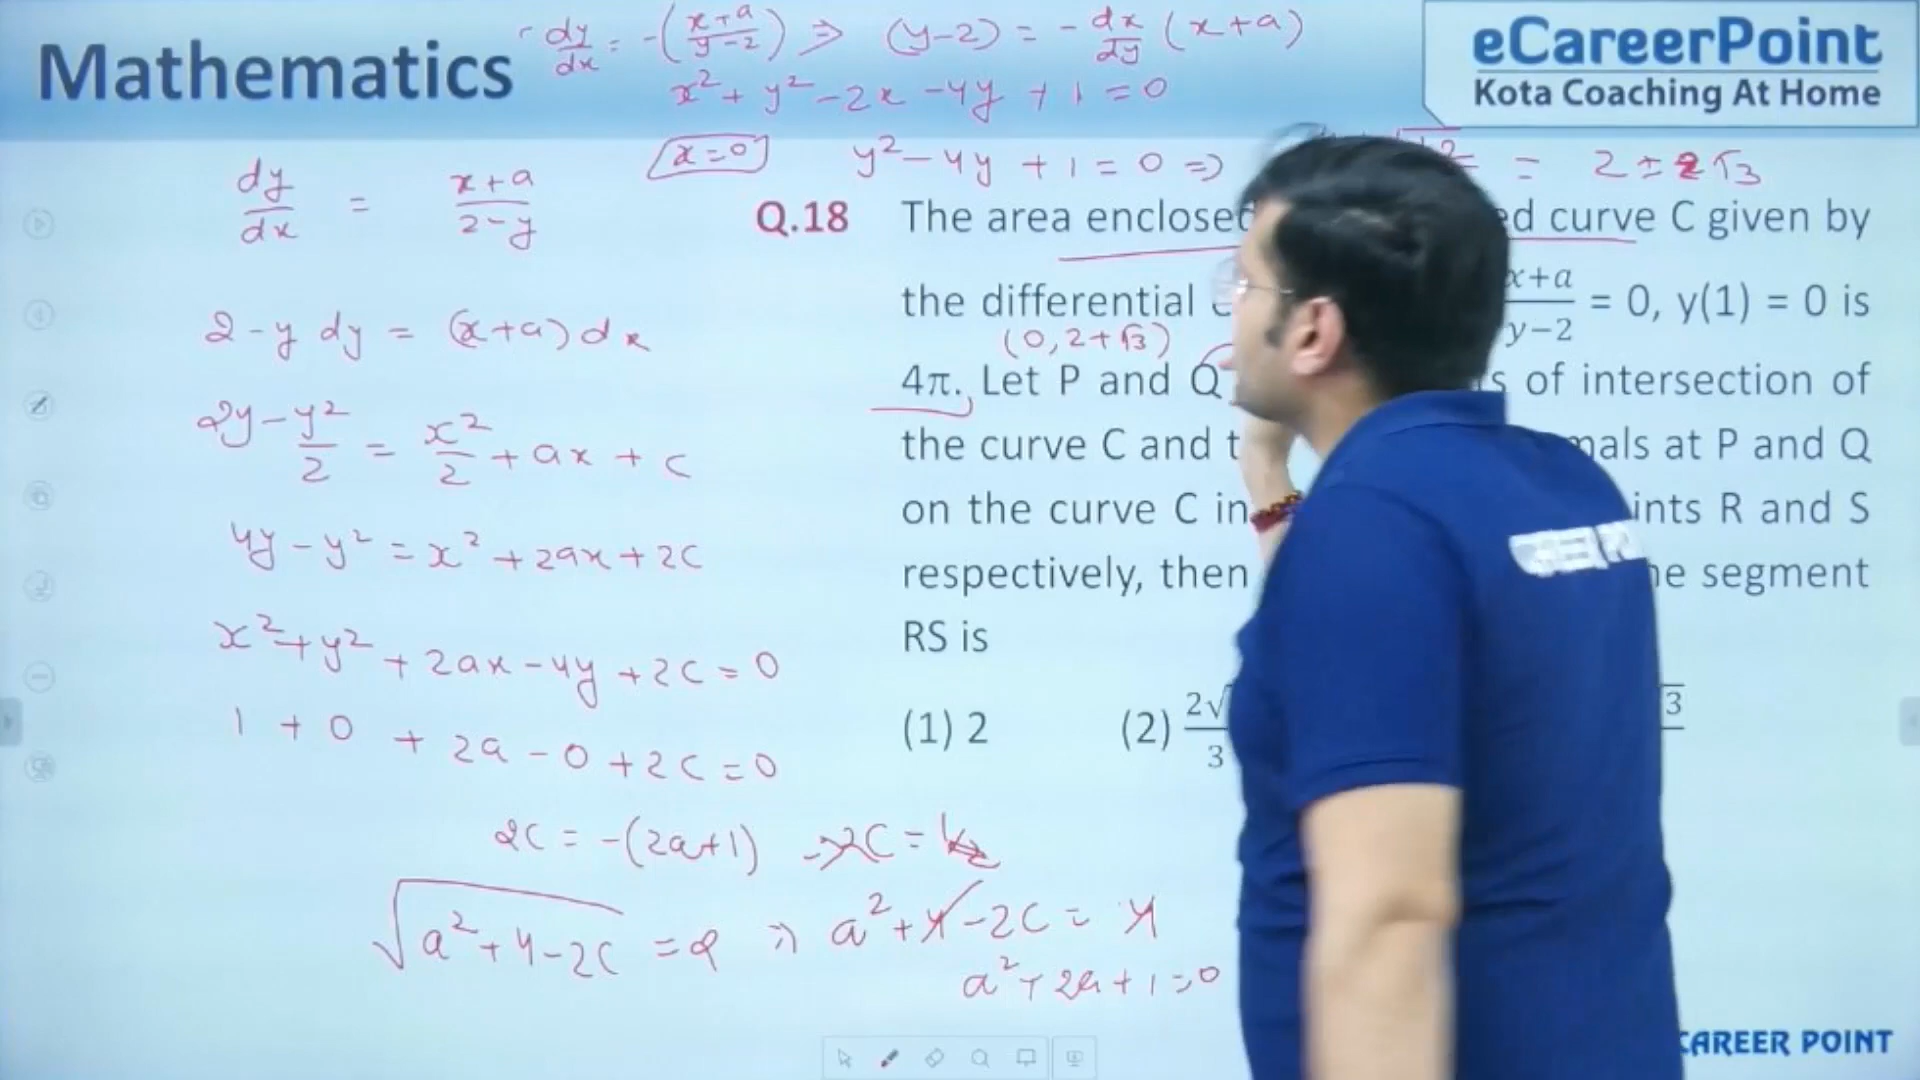 Mathematics
dy/dx = -((x+a)/(y-2)) ⇒ (y-2) = -dx/dy (x+a)
x² + y² - 2x - 4y + 1 = 0
x=0 y² - 4y + 1 = 0 ⇒ = 2 ± √3
eCareerPoint
Kota Coaching At Home
dy/dx = (x+a)/(2-y)
2 - y dy = (x+a) dx
2y - y²/2 = x²/2 + ax + c
4y - y² = x² + 2ax + 2c
x² + y² + 2ax - 4y + 2c = 0
1 + 0 + 2a - 0 + 2c = 0
2c = -(2a+1) 2c = 1
√(a²+4-2c) = 2 ⇒ a² + 4 - 2c = 4
a² + 2a + 1 = 0
Q.18 The area enclosed curve C given by
the differential x+a/y−2 = 0, y(1) = 0 is
(0, 2+√3)
4π. Let P and Q of intersection of
the curve C and at P and Q
on the curve C R and S
respectively, then segment
RS is
(1) 2 (2) 2√ /3 3
CAREER POINT